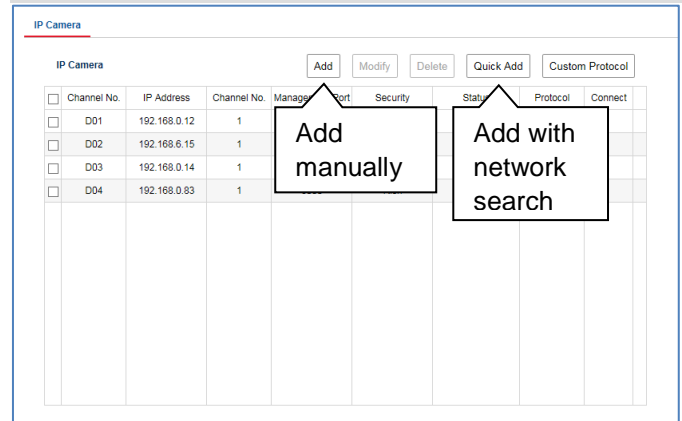 IP Camera
IP Camera Add Modify Delete Quick Add Custom Protocol
Channel No. IP Address Channel No. Port Security Protocol Connect
D01 192.168.0.12 1
D02 192.168.6.15 1
D03 192.168.0.14 1
D04 192.168.0.83 1
Add
manually
Add with
network
search